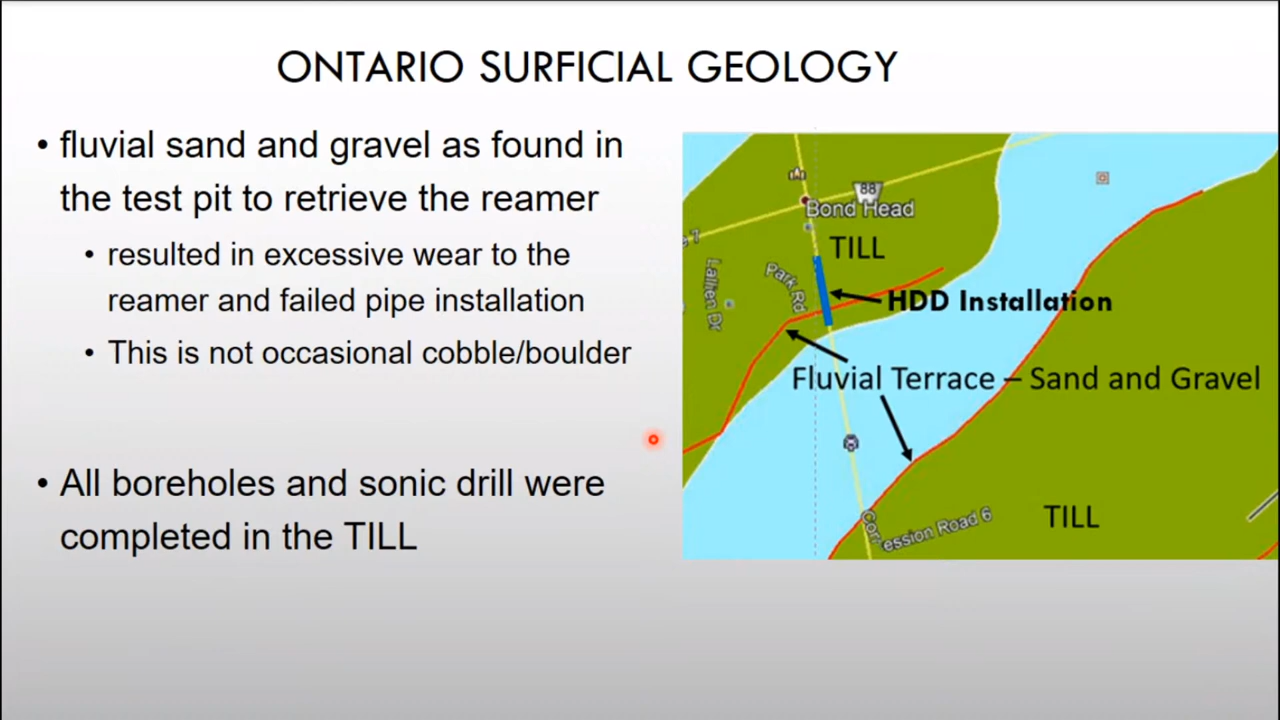 ONTARIO SURFICIAL GEOLOGY
• fluvial sand and gravel as found in
the test pit to retrieve the reamer
• resulted in excessive wear to the
reamer and failed pipe installation
• This is not occasional cobble/boulder
• All boreholes and sonic drill were
completed in the TILL
88
Bond Head
TILL
Park Rd
HDD Installation
Fluvial Terrace – Sand and Gravel
ession Road 6
TILL